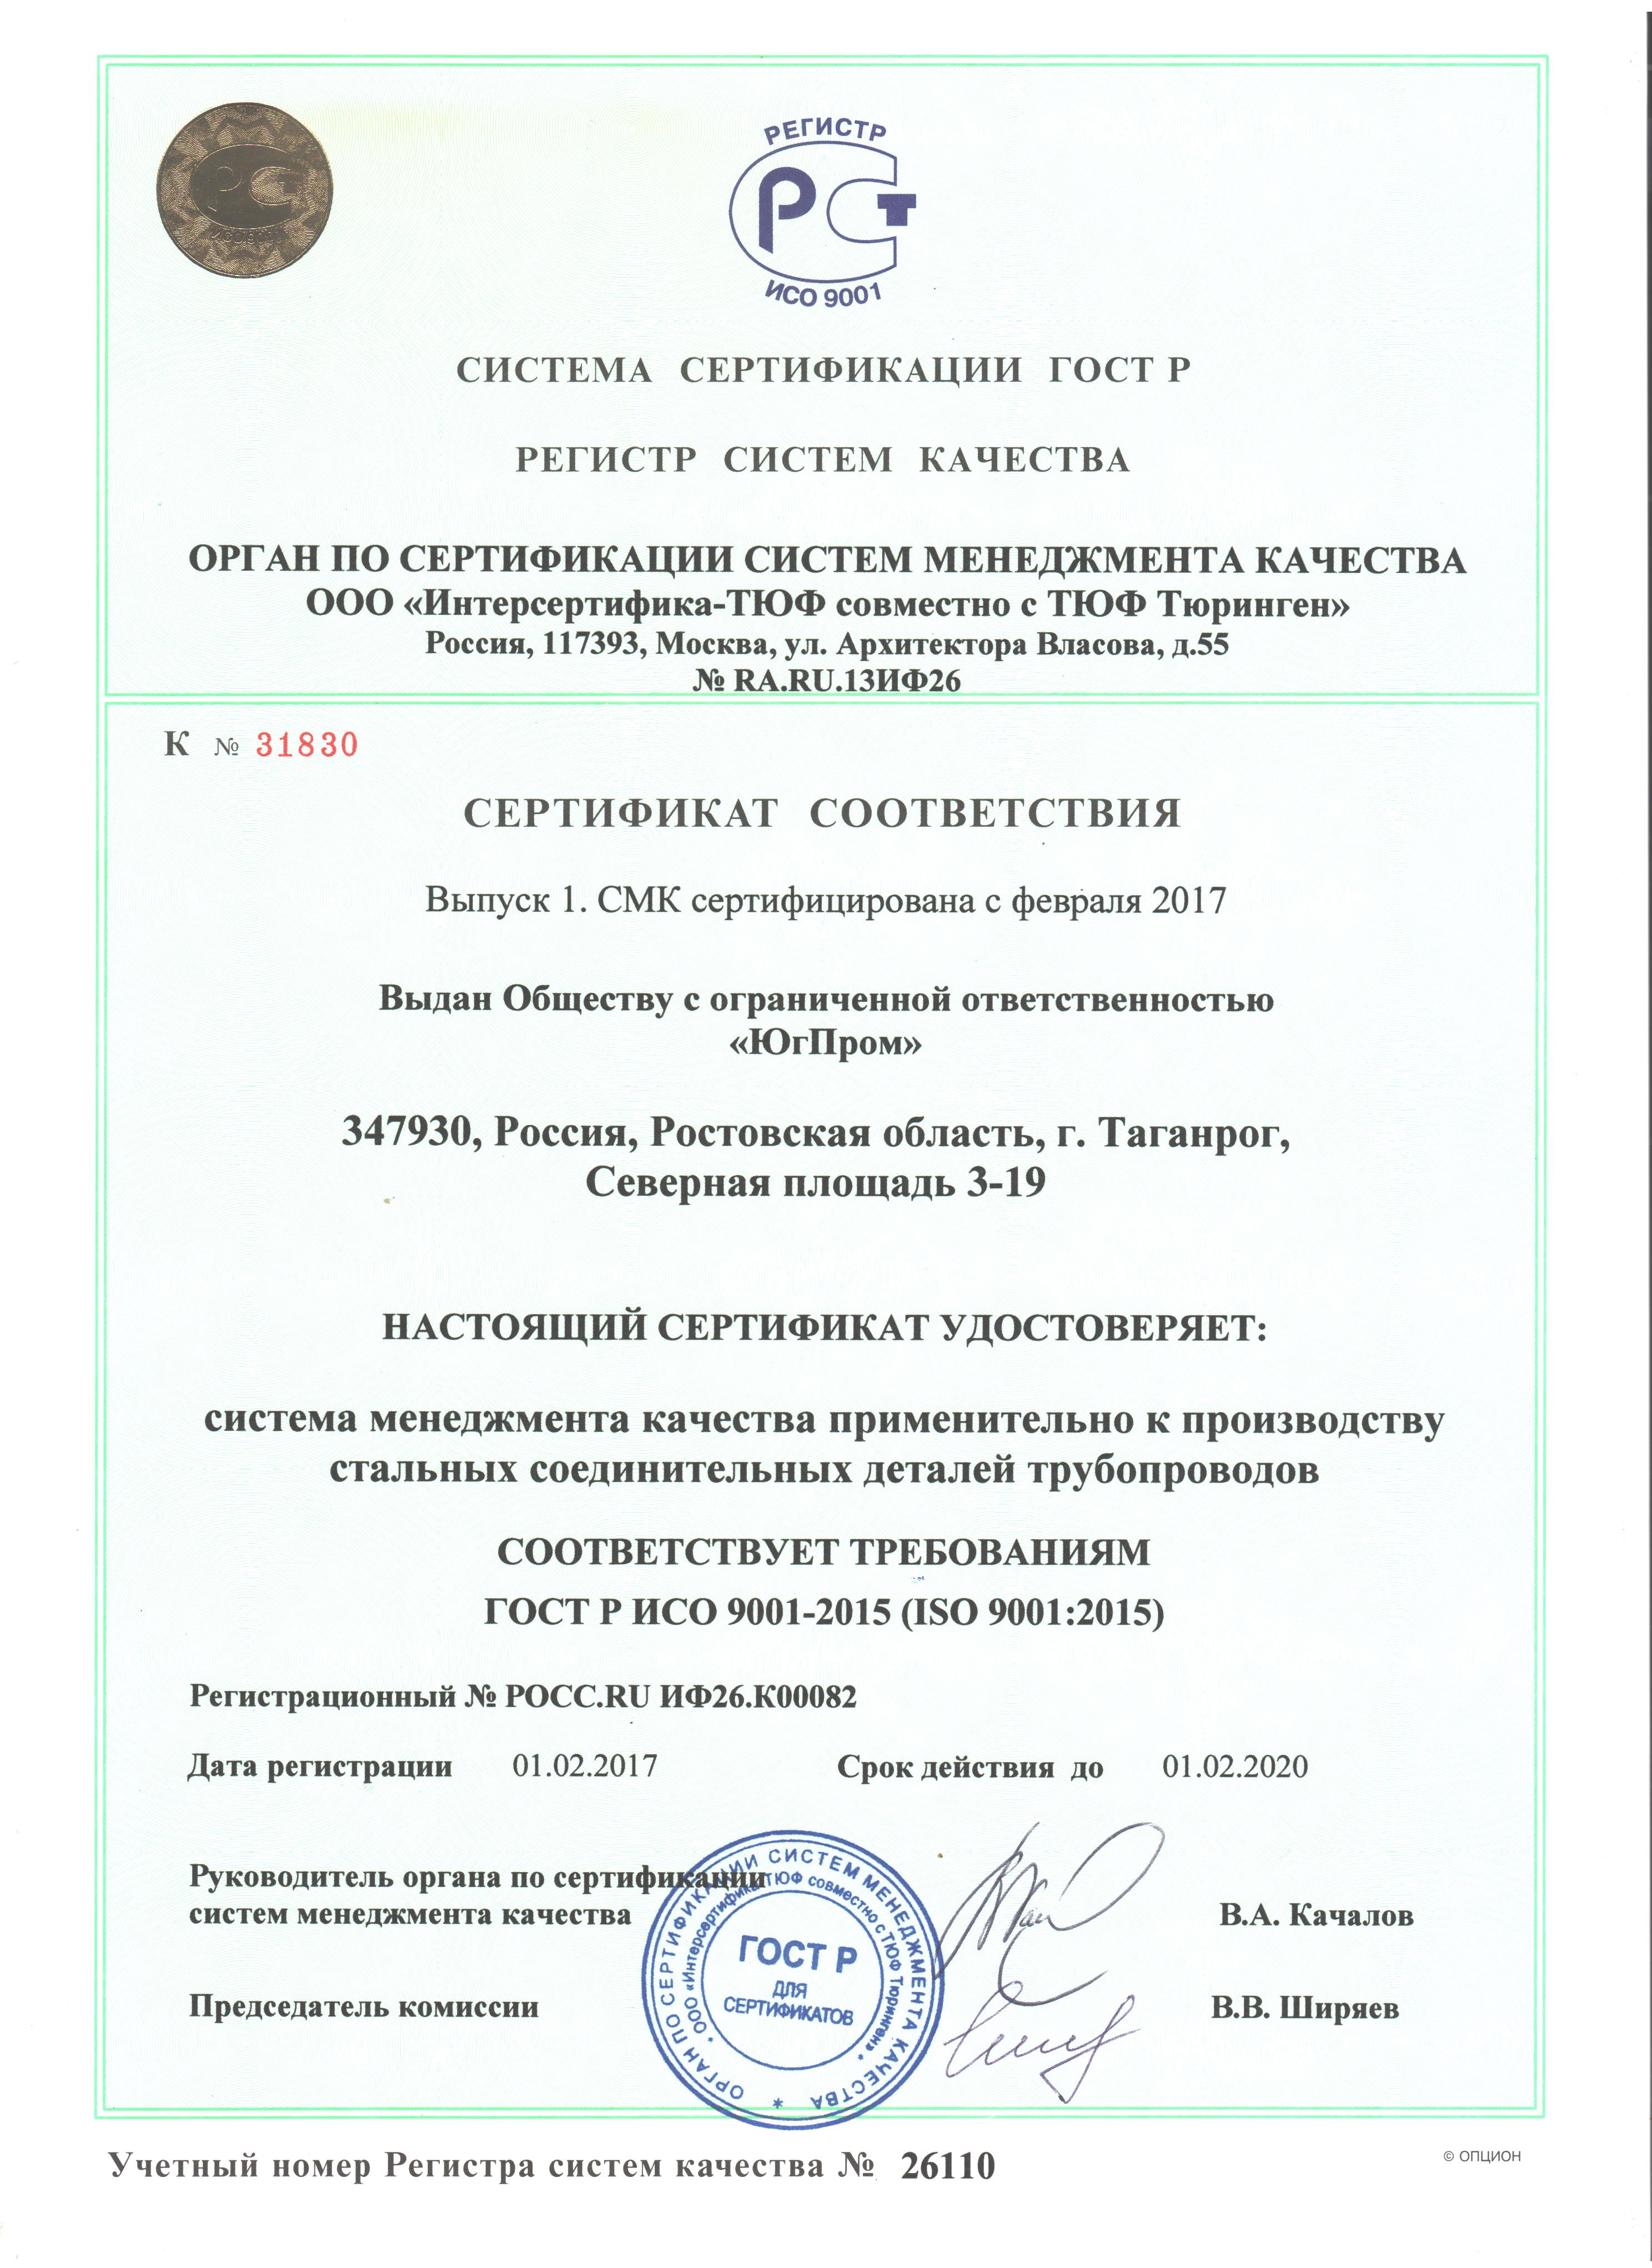 РЕГИСТР
РСТ
ИСО 9001
СИСТЕМА СЕРТИФИКАЦИИ ГОСТ Р
РЕГИСТР СИСТЕМ КАЧЕСТВА
ОРГАН ПО СЕРТИФИКАЦИИ СИСТЕМ МЕНЕДЖМЕНТА КАЧЕСТВА
ООО «Интерсертифика-ТЮФ совместно с ТЮФ Тюринген»
Россия, 117393, Москва, ул. Архитектора Власова, д.55
№ RA.RU.13ИФ26
К № 31830
СЕРТИФИКАТ СООТВЕТСТВИЯ
Выпуск 1. СМК сертифицирована с февраля 2017
Выдан Обществу с ограниченной ответственностью
«ЮгПром»
347930, Россия, Ростовская область, г. Таганрог,
Северная площадь 3-19
НАСТОЯЩИЙ СЕРТИФИКАТ УДОСТОВЕРЯЕТ:
система менеджмента качества применительно к производству
стальных соединительных деталей трубопроводов
СООТВЕТСТВУЕТ ТРЕБОВАНИЯМ
ГОСТ Р ИСО 9001-2015 (ISO 9001:2015)
Регистрационный № РОСС.RU ИФ26.К00082
Дата регистрации 01.02.2017 Срок действия до 01.02.2020
Руководитель органа по сертификации
систем менеджмента качества В.А. Качалов
Председатель комиссии В.В. Ширяев
ОРГАН ПО СЕРТИФИКАЦИИ СИСТЕМ МЕНЕДЖМЕНТА КАЧЕСТВА *
ООО «Интерсертифика-ТЮФ совместно с ТЮФ Тюринген»
ГОСТ Р
ДЛЯ
СЕРТИФИКАТОВ
Учетный номер Регистра систем качества № 26110
© ОПЦИОН